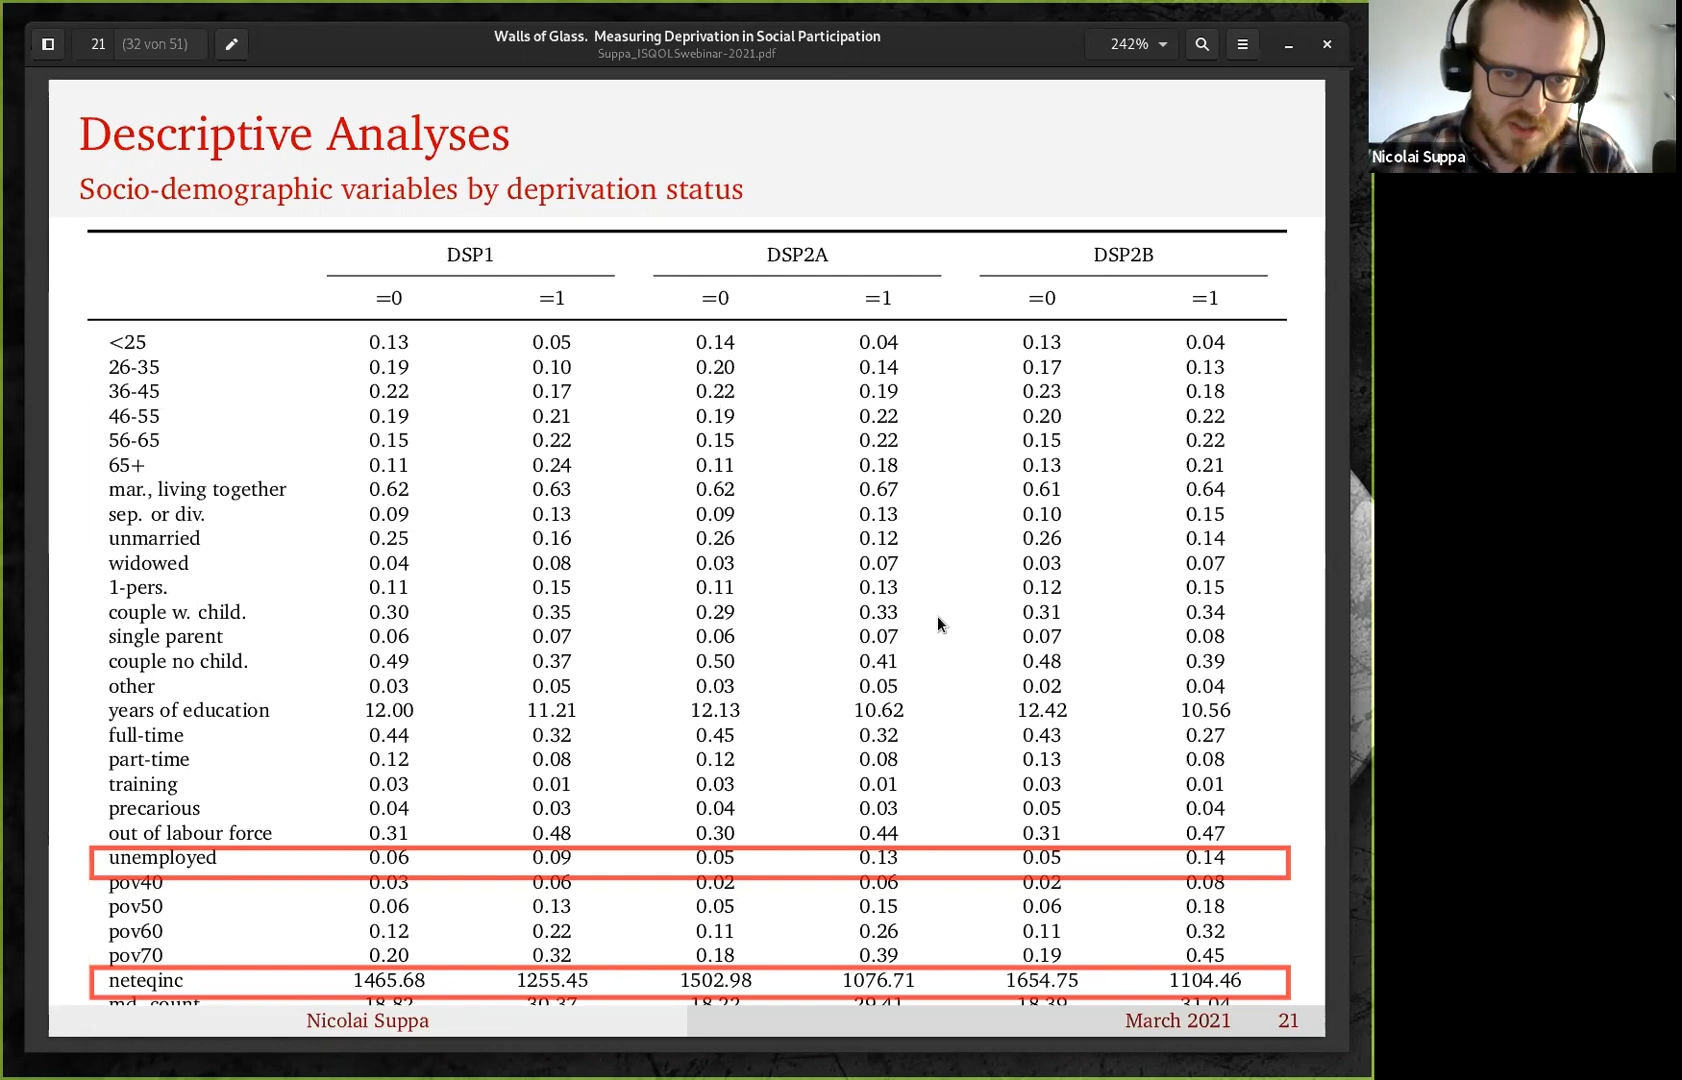 21 (32 von 51)
Walls of Glass. Measuring Deprivation in Social Participation
Suppa_ISQOLSwebinar-2021.pdf
242%
Nicolai Suppa
Descriptive Analyses
Socio-demographic variables by deprivation status
DSP1 DSP2A DSP2B
=0 =1 =0 =1 =0 =1
<25 0.13 0.05 0.14 0.04 0.13 0.04
26-35 0.19 0.10 0.20 0.14 0.17 0.13
36-45 0.22 0.17 0.22 0.19 0.23 0.18
46-55 0.19 0.21 0.19 0.22 0.20 0.22
56-65 0.15 0.22 0.15 0.22 0.15 0.22
65+ 0.11 0.24 0.11 0.18 0.13 0.21
mar., living together 0.62 0.63 0.62 0.67 0.61 0.64
sep. or div. 0.09 0.13 0.09 0.13 0.10 0.15
unmarried 0.25 0.16 0.26 0.12 0.26 0.14
widowed 0.04 0.08 0.03 0.07 0.03 0.07
1-pers. 0.11 0.15 0.11 0.13 0.12 0.15
couple w. child. 0.30 0.35 0.29 0.33 0.31 0.34
single parent 0.06 0.07 0.06 0.07 0.07 0.08
couple no child. 0.49 0.37 0.50 0.41 0.48 0.39
other 0.03 0.05 0.03 0.05 0.02 0.04
years of education 12.00 11.21 12.13 10.62 12.42 10.56
full-time 0.44 0.32 0.45 0.32 0.43 0.27
part-time 0.12 0.08 0.12 0.08 0.13 0.08
training 0.03 0.01 0.03 0.01 0.03 0.01
precarious 0.04 0.03 0.04 0.03 0.05 0.04
out of labour force 0.31 0.48 0.30 0.44 0.31 0.47
unemployed 0.06 0.09 0.05 0.13 0.05 0.14
pov40 0.03 0.06 0.02 0.06 0.02 0.08
pov50 0.06 0.13 0.05 0.15 0.06 0.18
pov60 0.12 0.22 0.11 0.26 0.11 0.32
pov70 0.20 0.32 0.18 0.39 0.19 0.45
neteqinc 1465.68 1255.45 1502.98 1076.71 1654.75 1104.46
md_count 18.82 30.37 18.22 29.41 18.39 31.04
Nicolai Suppa March 2021 21